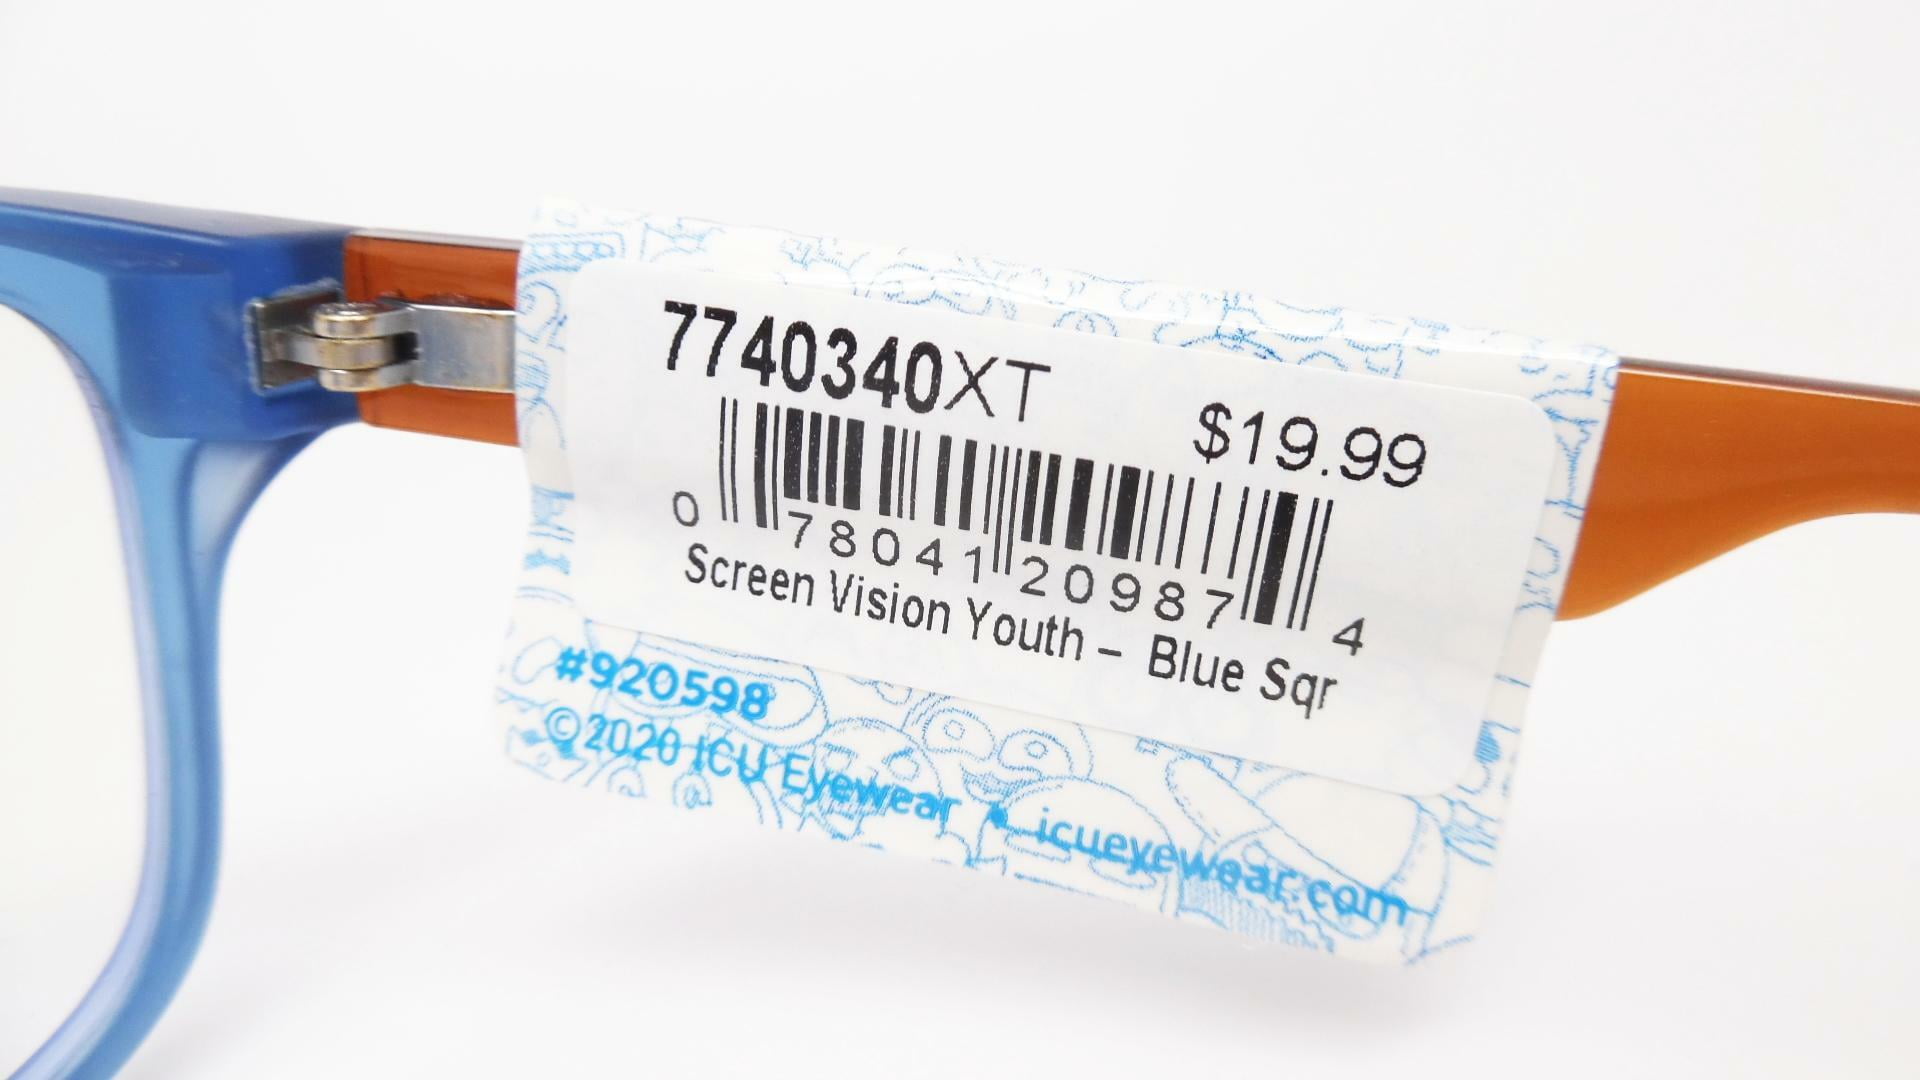 7740340XT
$19.99
0 78041 20987 4
Screen Vision Youth – Blue Sqr
#920598
©2020 ICU Eyewear • icueyewear.com